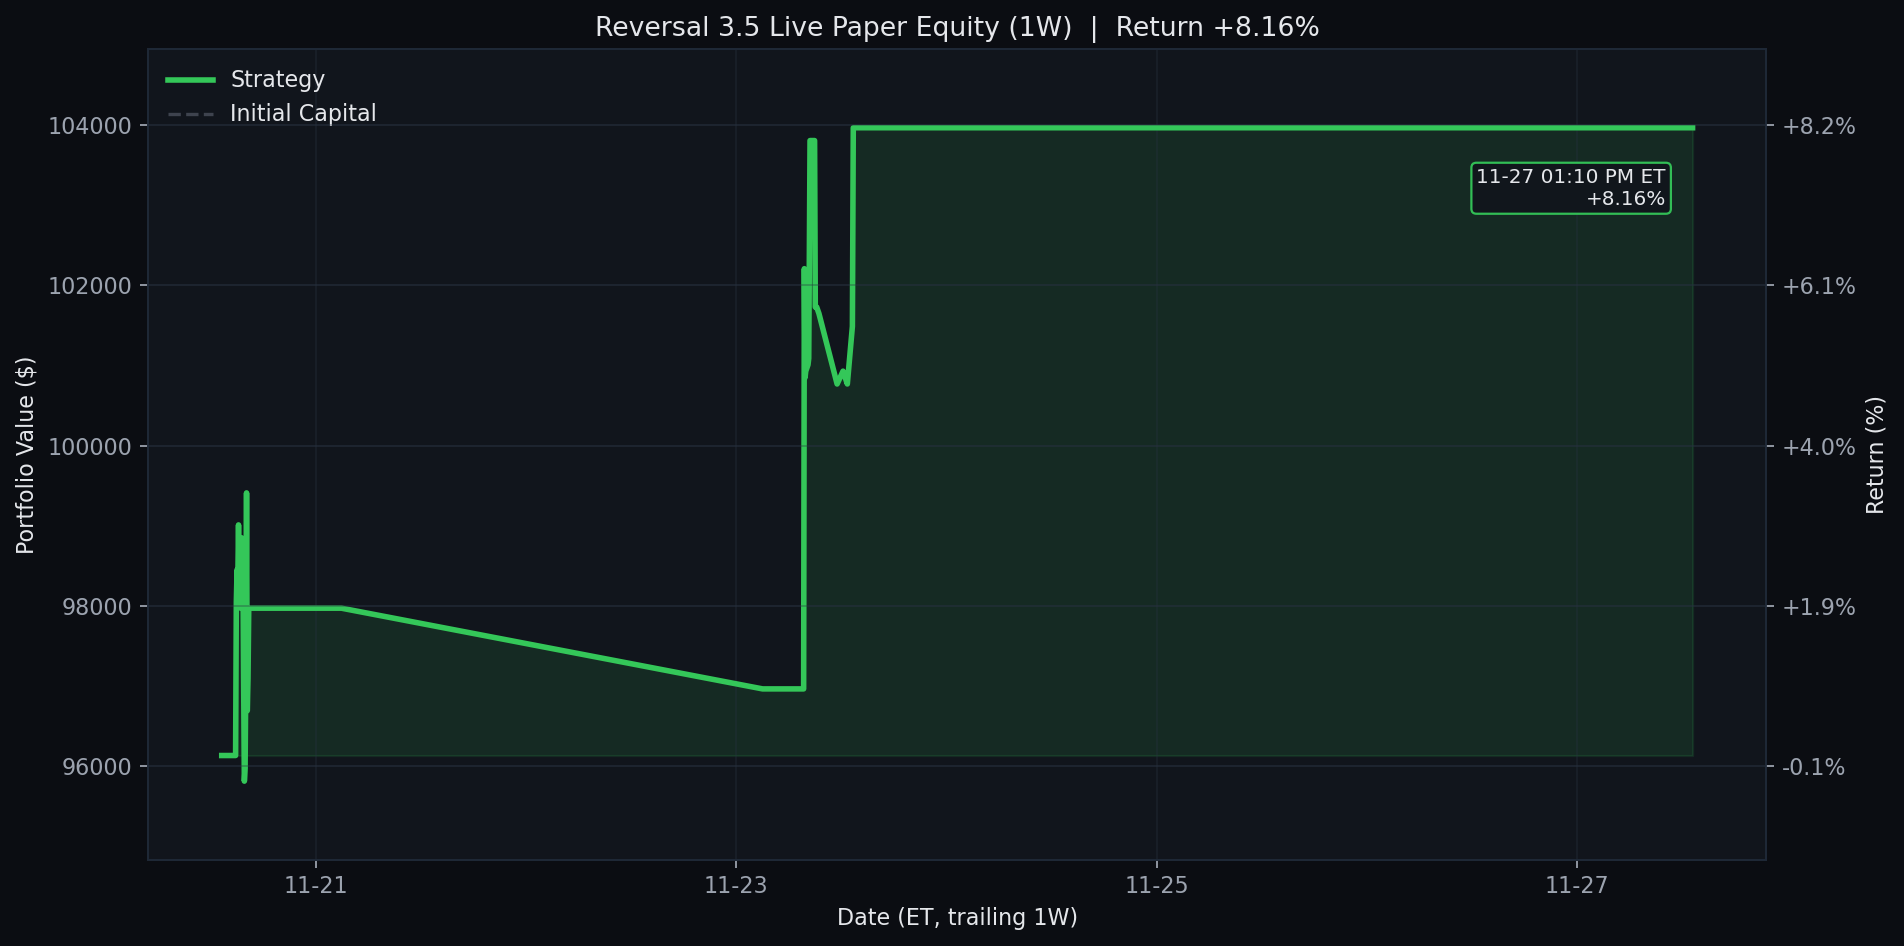 Reversal 3.5 Live Paper Equity (1W) | Return +8.16%
Strategy
Initial Capital
104000
102000
100000
98000
96000
Portfolio Value ($)
+8.2%
+6.1%
+4.0%
+1.9%
-0.1%
Return (%)
11-27 01:10 PM ET
+8.16%
11-21
11-23
11-25
11-27
Date (ET, trailing 1W)